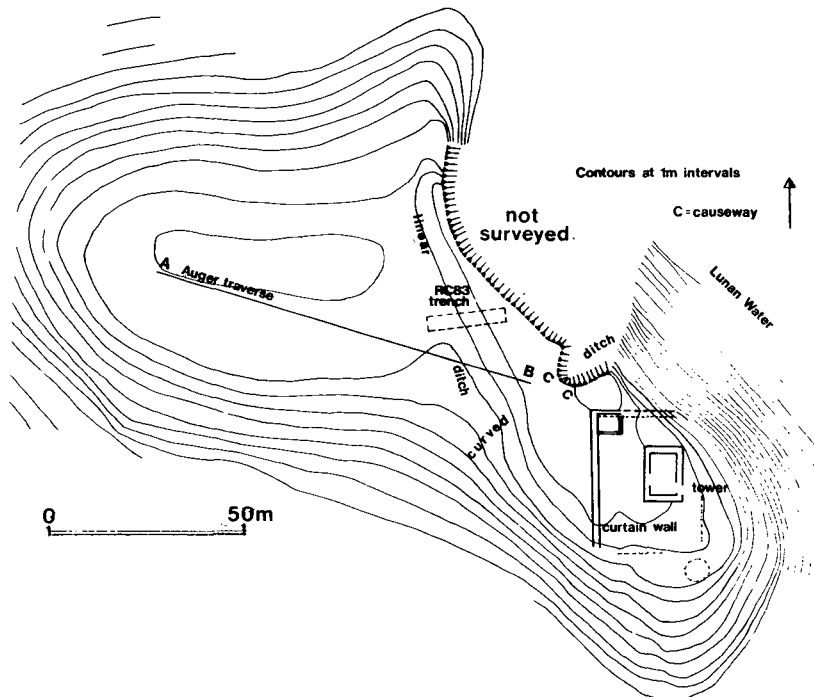 Contours at 1m intervals
C=causeway
not
surveyed.
Lunan Water
linear
A Auger traverse
RC83
trench
ditch
B C C
ditch
curved
tower
curtain wall
0 50m